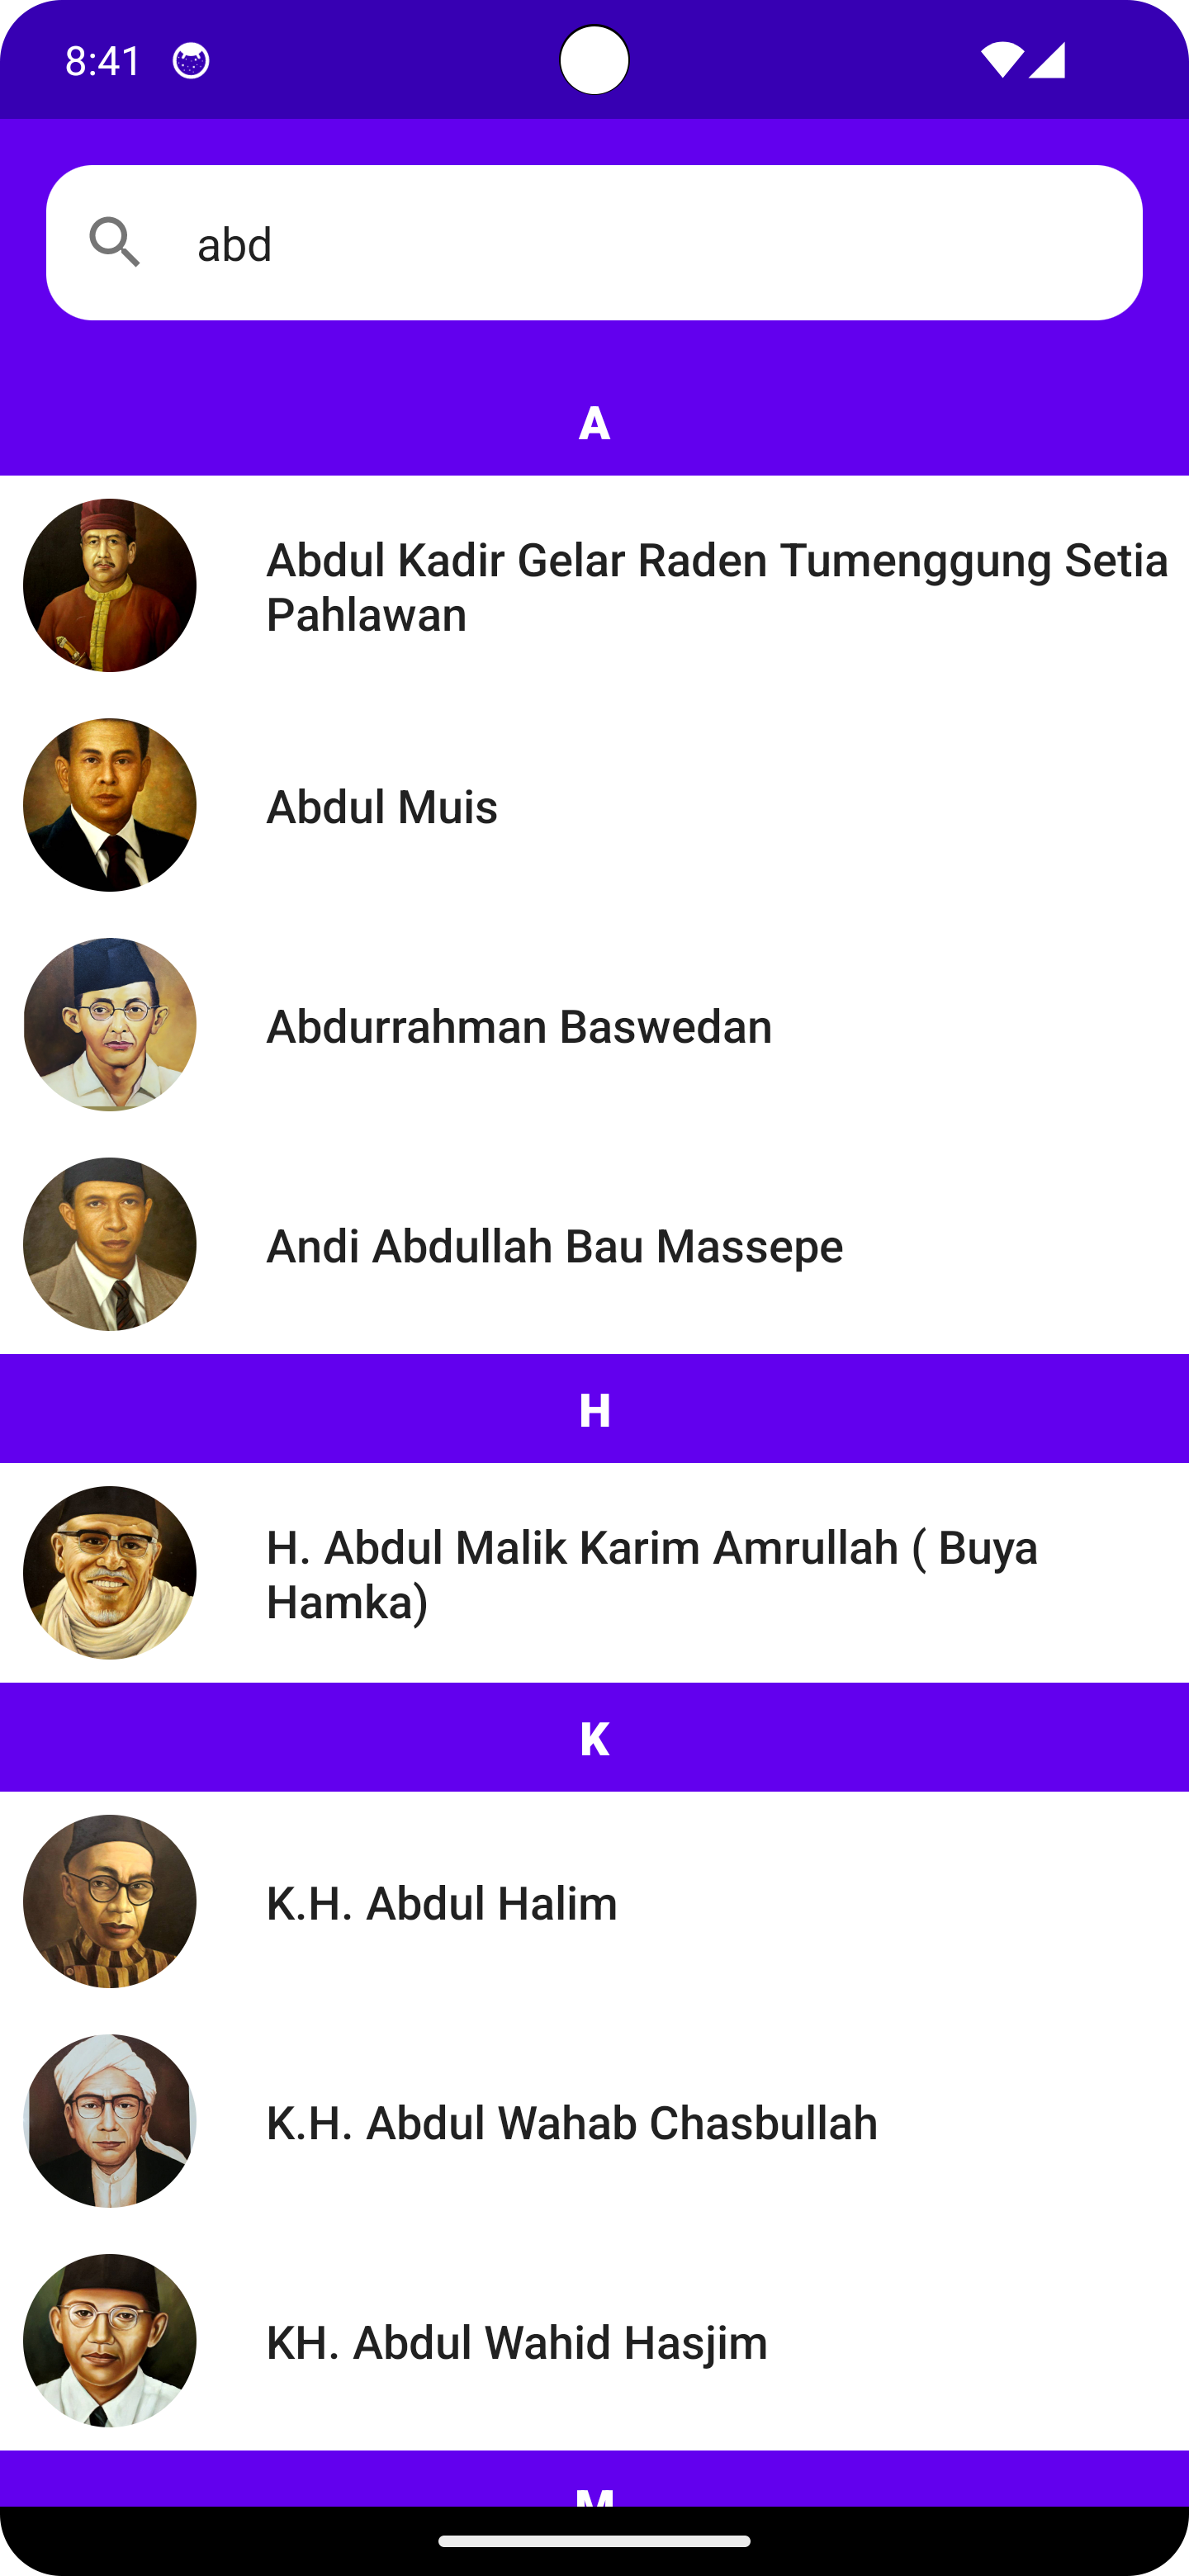 8:41
abd
A
Abdul Kadir Gelar Raden Tumenggung Setia
Pahlawan
Abdul Muis
Abdurrahman Baswedan
Andi Abdullah Bau Massepe
H
H. Abdul Malik Karim Amrullah ( Buya
Hamka)
K
K.H. Abdul Halim
K.H. Abdul Wahab Chasbullah
KH. Abdul Wahid Hasjim
M